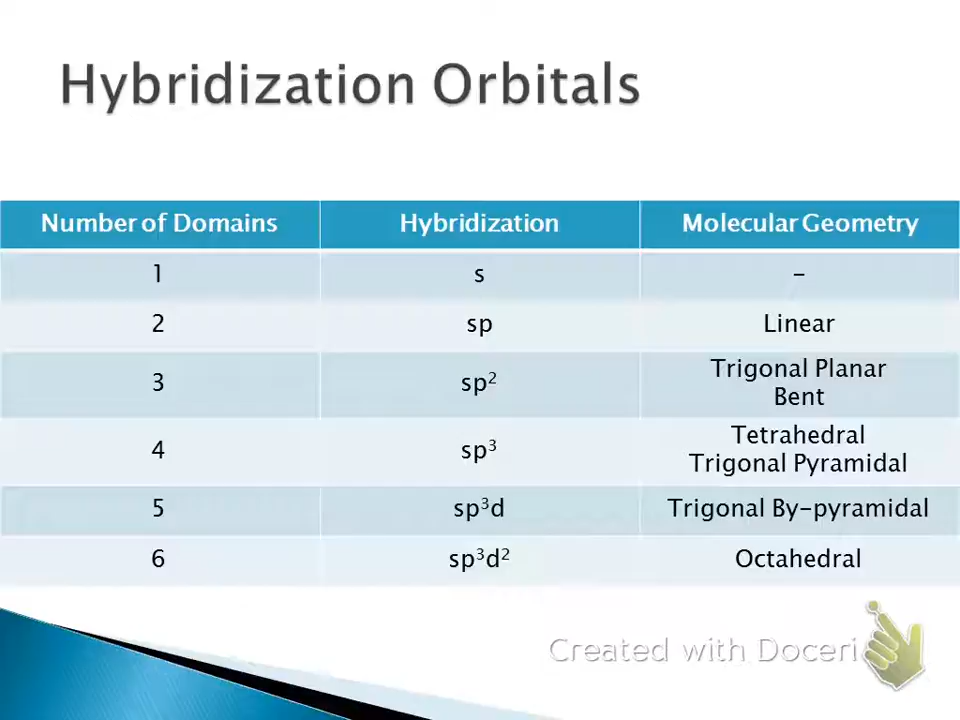 Hybridization Orbitals
Number of Domains Hybridization Molecular Geometry
1 s -
2 sp Linear
3 sp² Trigonal Planar
Bent
4 sp³ Tetrahedral
Trigonal Pyramidal
5 sp³d Trigonal By-pyramidal
6 sp³d² Octahedral
Created with Doceri